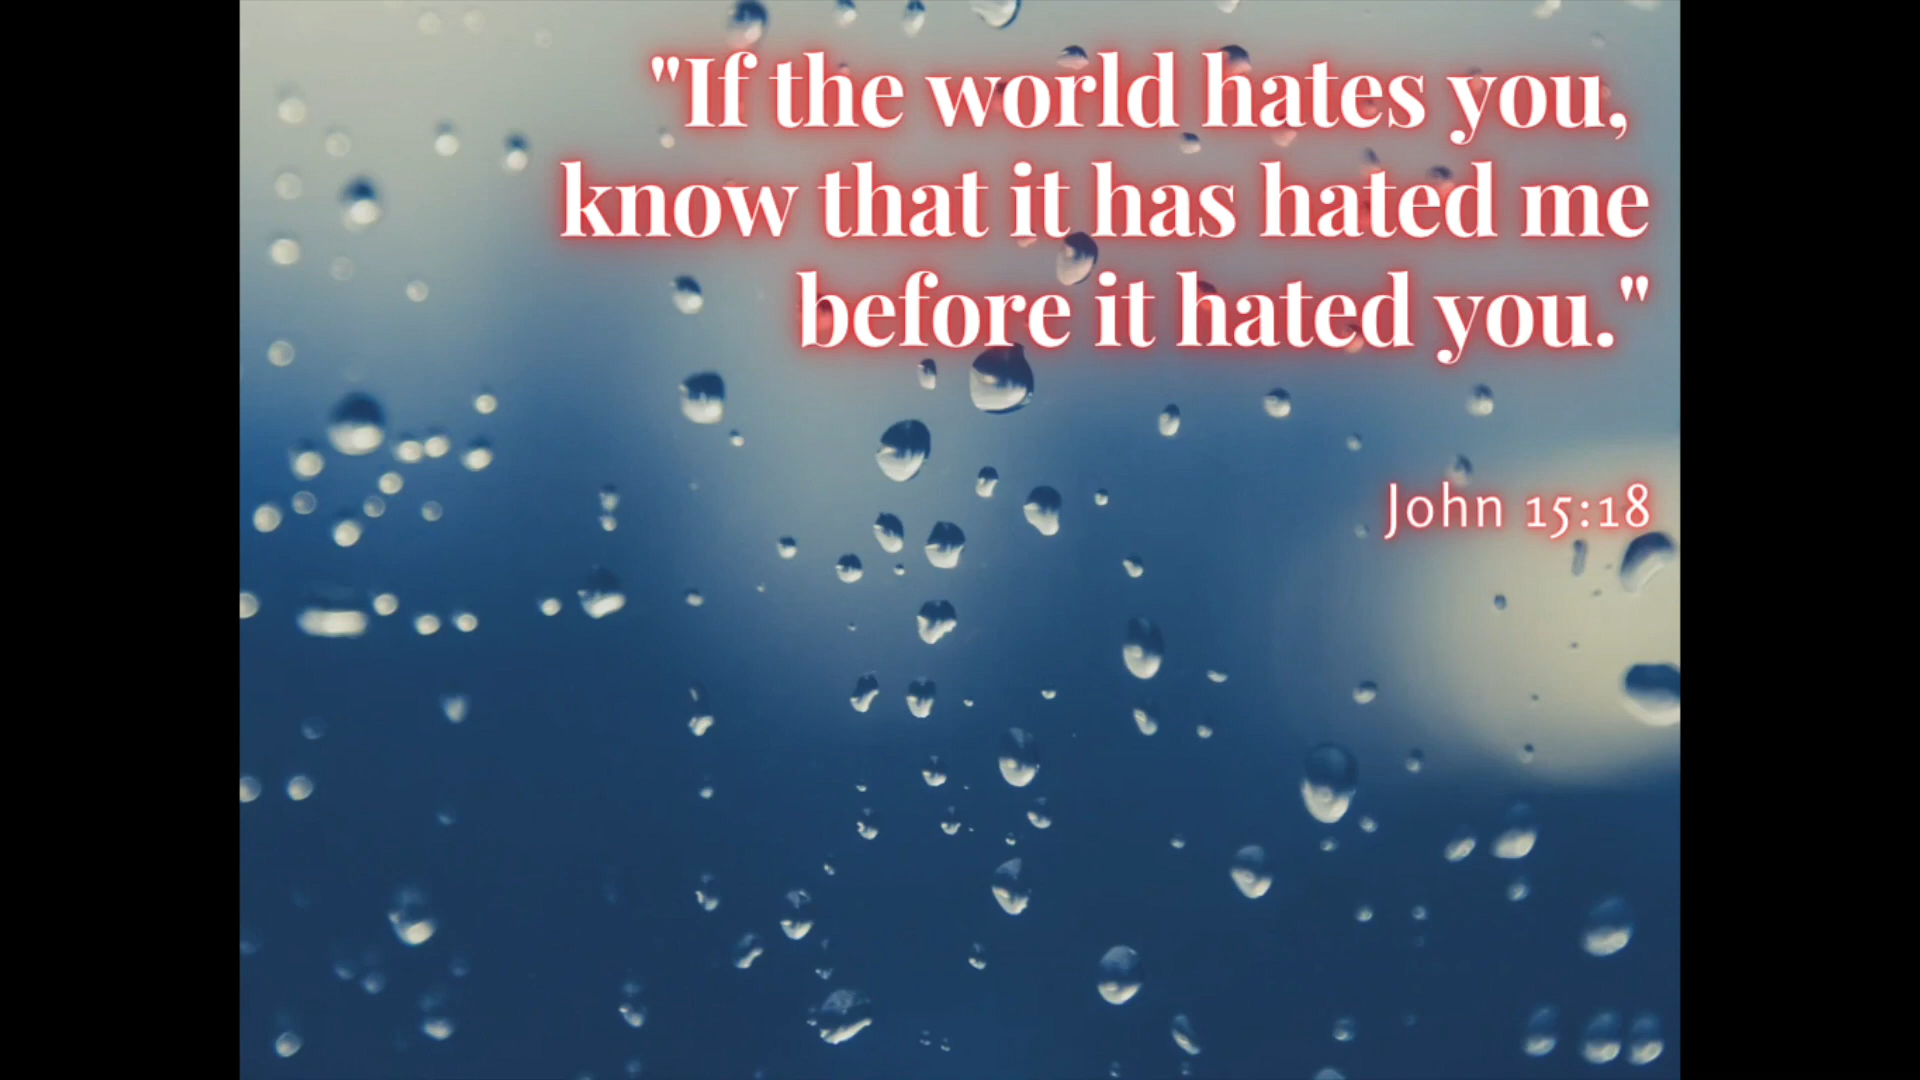 "If the world hates you,
know that it has hated me
before it hated you."
John 15:18